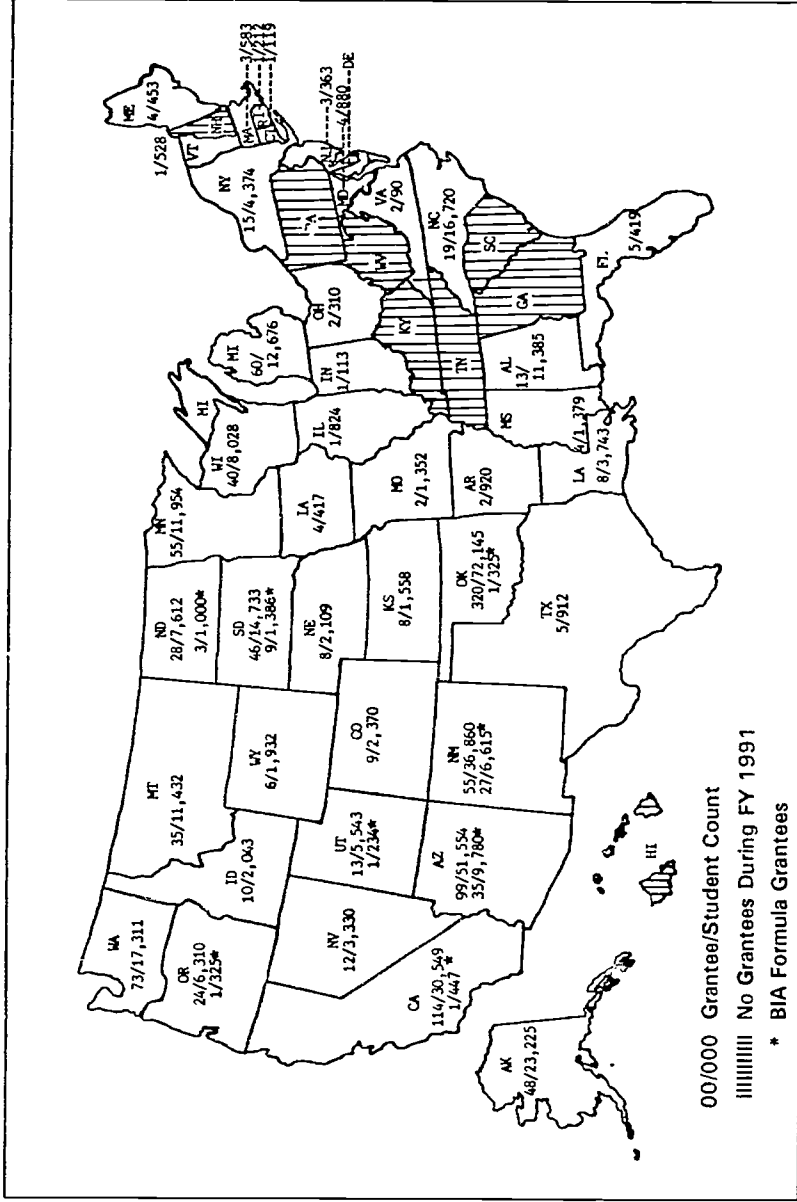 WA
73/17,311
OR
24/6,310
1/325*
CA
114/30,549
1/447 *
NV
12/3,330
ID
10/2,043
MT
35/11,432
WY
6/1,932
UT
13/5,543
1/234*
AZ
99/51,554
35/9,780*
CO
9/2,370
NM
55/36,860
27/6,615*
ND
28/7,612
3/1,000*
SD
46/14,733
9/1,386*
NE
8/2,109
KS
8/1,558
OK
320/72,145
1/325*
TX
5/912
MN
55/11,954
IA
4/417
MO
2/1,352
AR
2/920
LA
8/3,743
WI
40/8,028
IL
1/824
MI
MI
60/
12,676
IN
1/113
OH
2/310
KY
TN
MS
4/1,379
AL
13/
11,385
GA
FL
5/419
SC
NC
19/16,720
VA
2/90
WV
PA
NY
15/4,374
VT
1/528
NH
ME
4/453
MA----3/583
RI----1/216
CT----1/119
NJ----3/363
4/880---DE
MD
AK
48/23,225
HI
00/000 Grantee/Student Count
No Grantees During FY 1991
* BIA Formula Grantees